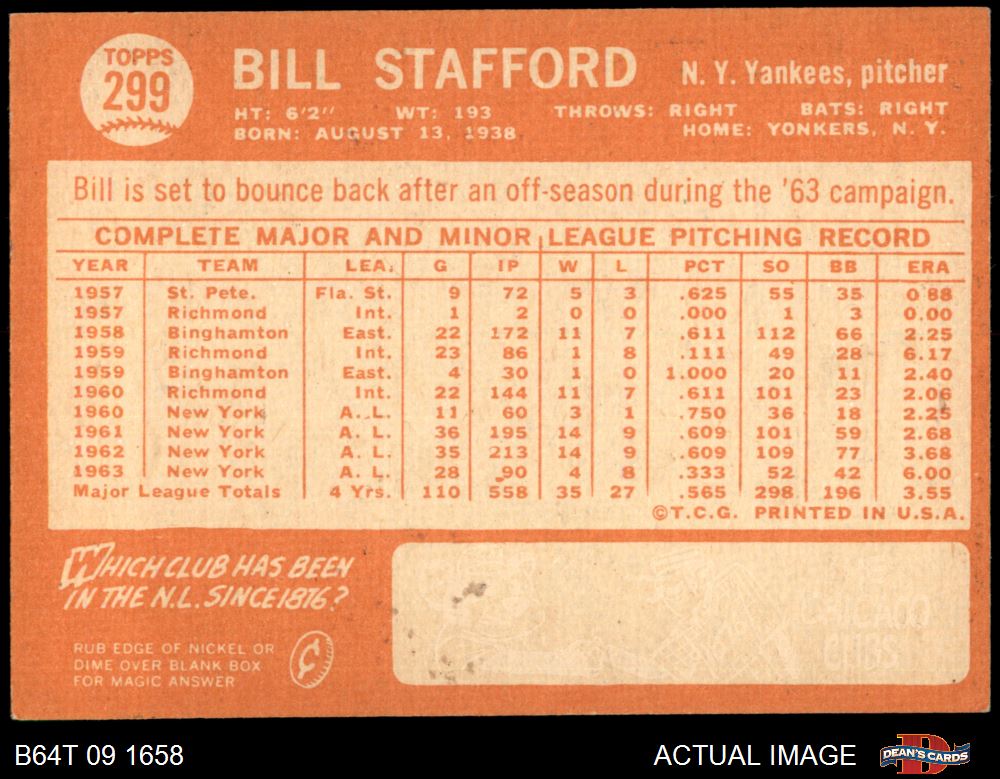 TOPPS
299
BILL STAFFORD
N. Y. Yankees, pitcher
HT: 6'2" WT: 193 THROWS: RIGHT BATS: RIGHT
BORN: AUGUST 13, 1938 HOME: YONKERS, N. Y.
Bill is set to bounce back after an off-season during the '63 campaign.
COMPLETE MAJOR AND MINOR LEAGUE PITCHING RECORD
YEAR TEAM LEA. G IP W L PCT SO BB ERA
1957 St. Pete. Fla. St. 9 72 5 3 .625 55 35 0.88
1957 Richmond Int. 1 2 0 0 .000 1 3 0.00
1958 Binghamton East. 22 172 11 7 .611 112 66 2.25
1959 Richmond Int. 23 86 1 8 .111 49 28 6.17
1959 Binghamton East. 4 30 1 0 1.000 20 11 2.40
1960 Richmond Int. 22 144 11 7 .611 101 23 2.06
1960 New York A. L. 11 60 3 1 .750 36 18 2.25
1961 New York A. L. 36 195 14 9 .609 101 59 2.68
1962 New York A. L. 35 213 14 9 .609 109 77 3.68
1963 New York A. L. 28 90 4 8 .333 52 42 6.00
Major League Totals 4 Yrs. 110 558 35 27 .565 298 196 3.55
©T.C.G. PRINTED IN U.S.A.
WHICH CLUB HAS BEEN
IN THE N.L. SINCE 1876?
RUB EDGE OF NICKEL OR
DIME OVER BLANK BOX
FOR MAGIC ANSWER
¢
THE
CHICAGO
CUBS
B64T 09 1658
ACTUAL IMAGE
DEAN'S CARDS